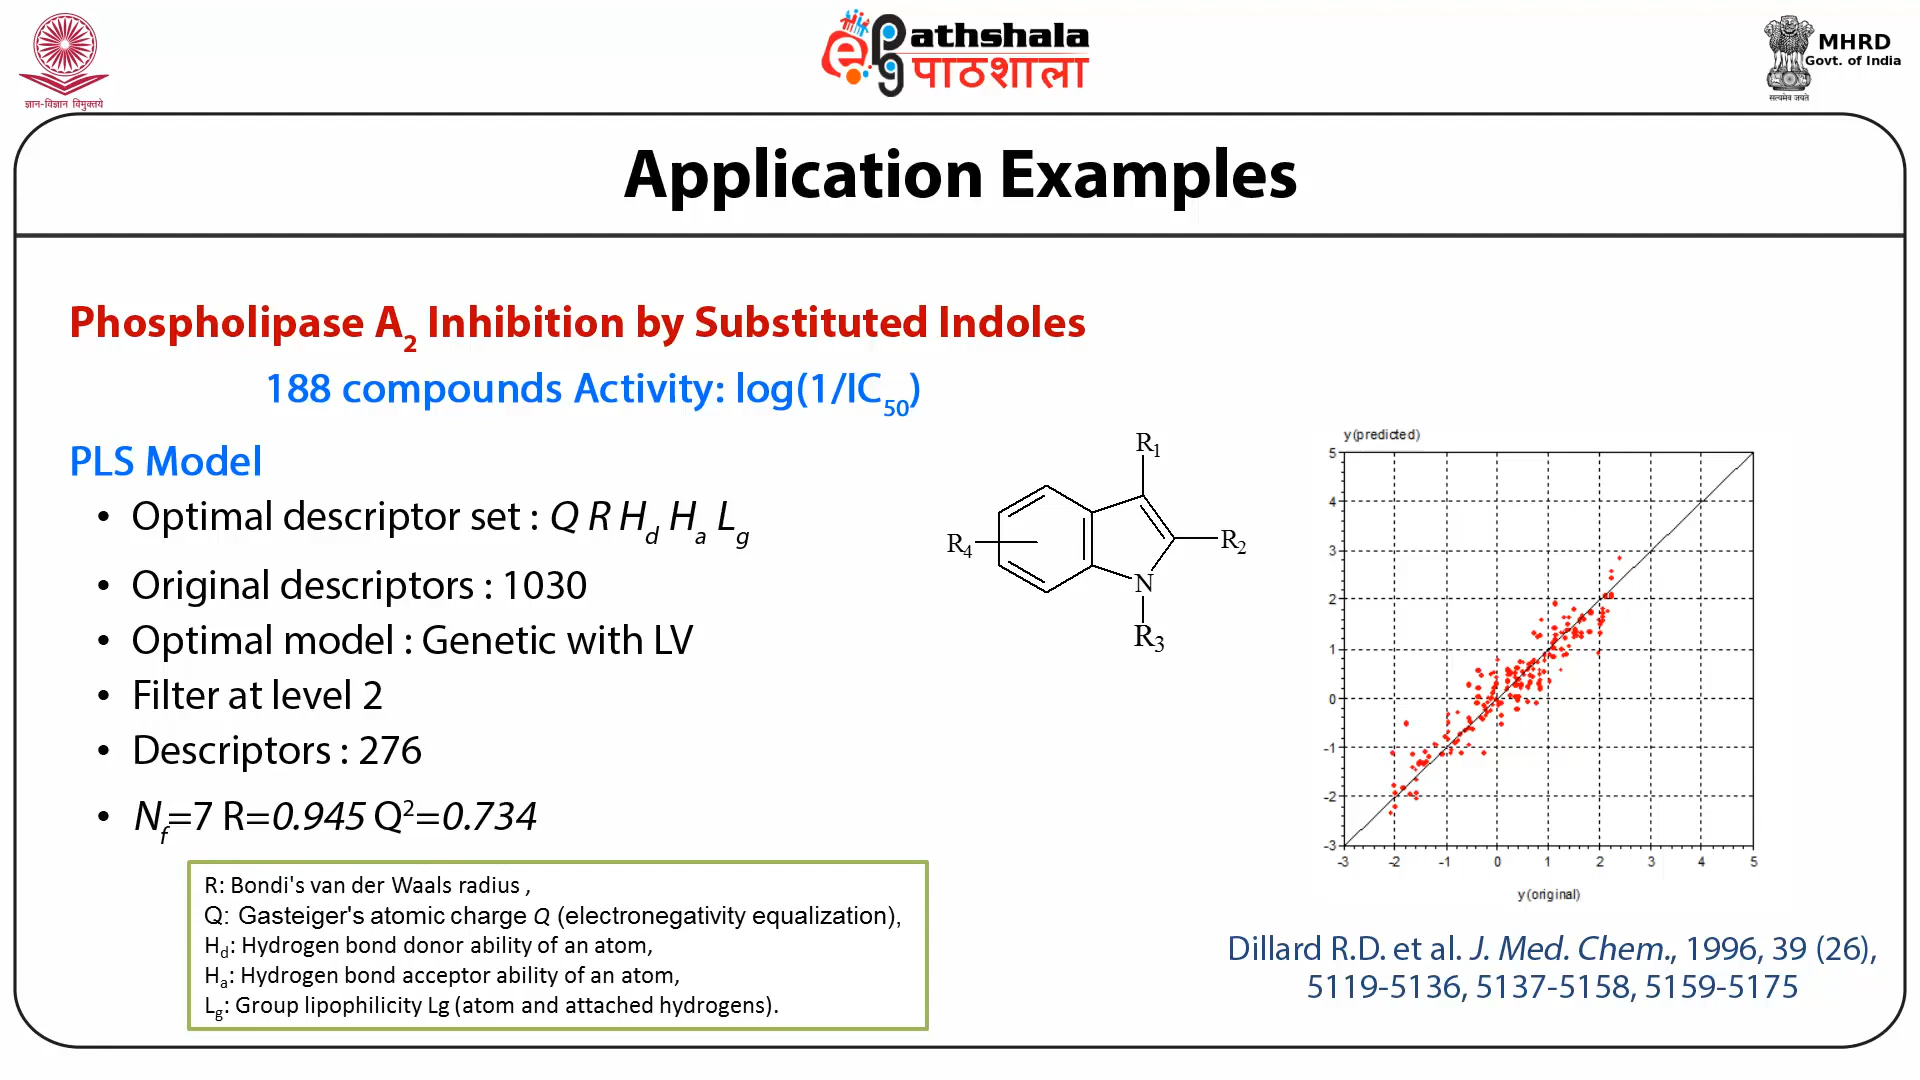 ज्ञान-विज्ञान विमुक्तये
ePathshala
पाठशाला
MHRD
Govt. of India
सत्यमेव जयते
Application Examples
Phospholipase A2 Inhibition by Substituted Indoles
188 compounds Activity: log(1/IC50)
PLS Model
• Optimal descriptor set : Q R Hd Ha Lg
• Original descriptors : 1030
• Optimal model : Genetic with LV
• Filter at level 2
• Descriptors : 276
• Nf=7 R=0.945 Q2=0.734
R: Bondi's van der Waals radius ,
Q: Gasteiger's atomic charge Q (electronegativity equalization),
Hd: Hydrogen bond donor ability of an atom,
Ha: Hydrogen bond acceptor ability of an atom,
Lg: Group lipophilicity Lg (atom and attached hydrogens).
R1
R4
R2
N
R3
y(predicted)
5
4
3
2
1
0
-1
-2
-3
-3 -2 -1 0 1 2 3 4 5
y(original)
Dillard R.D. et al. J. Med. Chem., 1996, 39 (26),
5119-5136, 5137-5158, 5159-5175